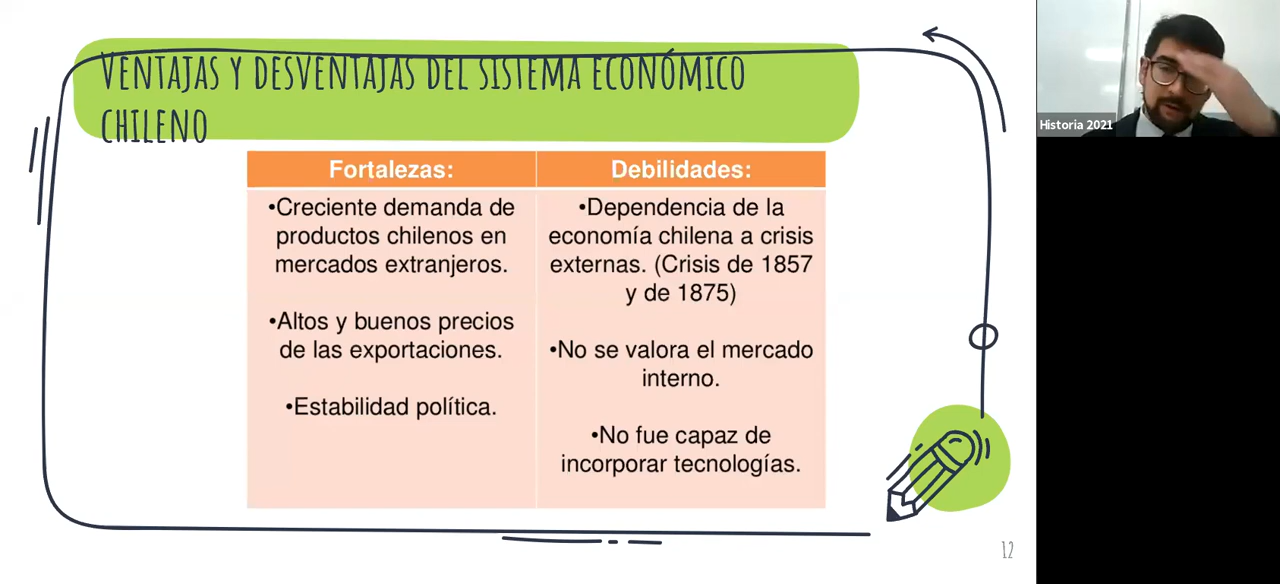 VENTAJAS Y DESVENTAJAS DEL SISTEMA ECONÓMICO
CHILENO
Fortalezas:
•Creciente demanda de
productos chilenos en
mercados extranjeros.
•Altos y buenos precios
de las exportaciones.
•Estabilidad política.
Debilidades:
•Dependencia de la
economía chilena a crisis
externas. (Crisis de 1857
y de 1875)
•No se valora el mercado
interno.
•No fue capaz de
incorporar tecnologías.
12
Historia 2021